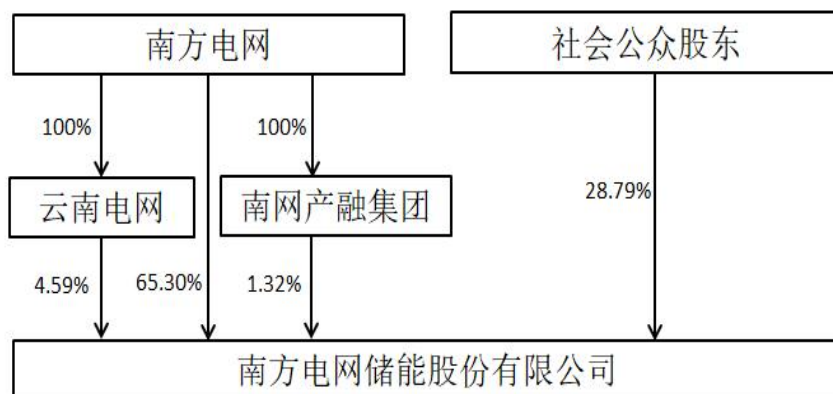 南方电网
社会公众股东
100%
100%
云南电网
南网产融集团
28.79%
4.59%
65.30%
1.32%
南方电网储能股份有限公司